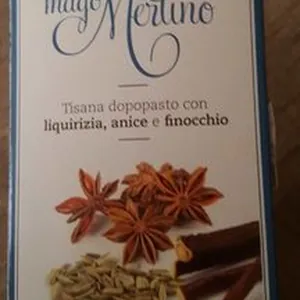 mago
Merlino
Tisana dopopasto con
liquirizia, anice e finocchio